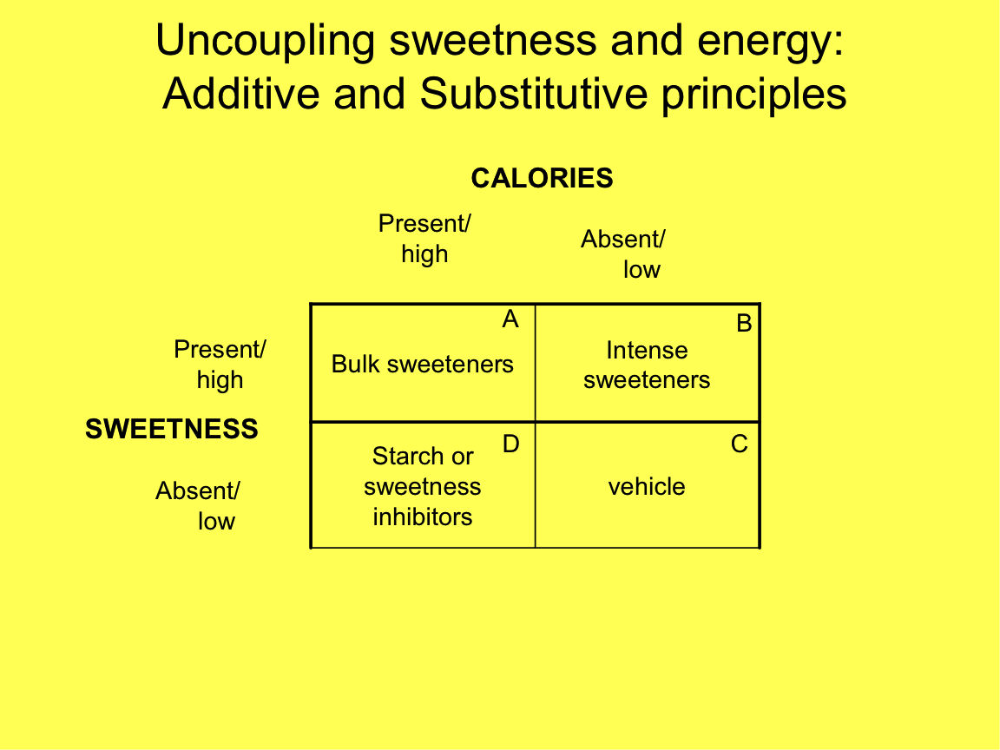 Uncoupling sweetness and energy:
Additive and Substitutive principles
CALORIES
Present/
high
Absent/
low
A
B
Present/
high
Bulk sweeteners
Intense
sweeteners
SWEETNESS
D
C
Starch or
sweetness
inhibitors
vehicle
Absent/
low